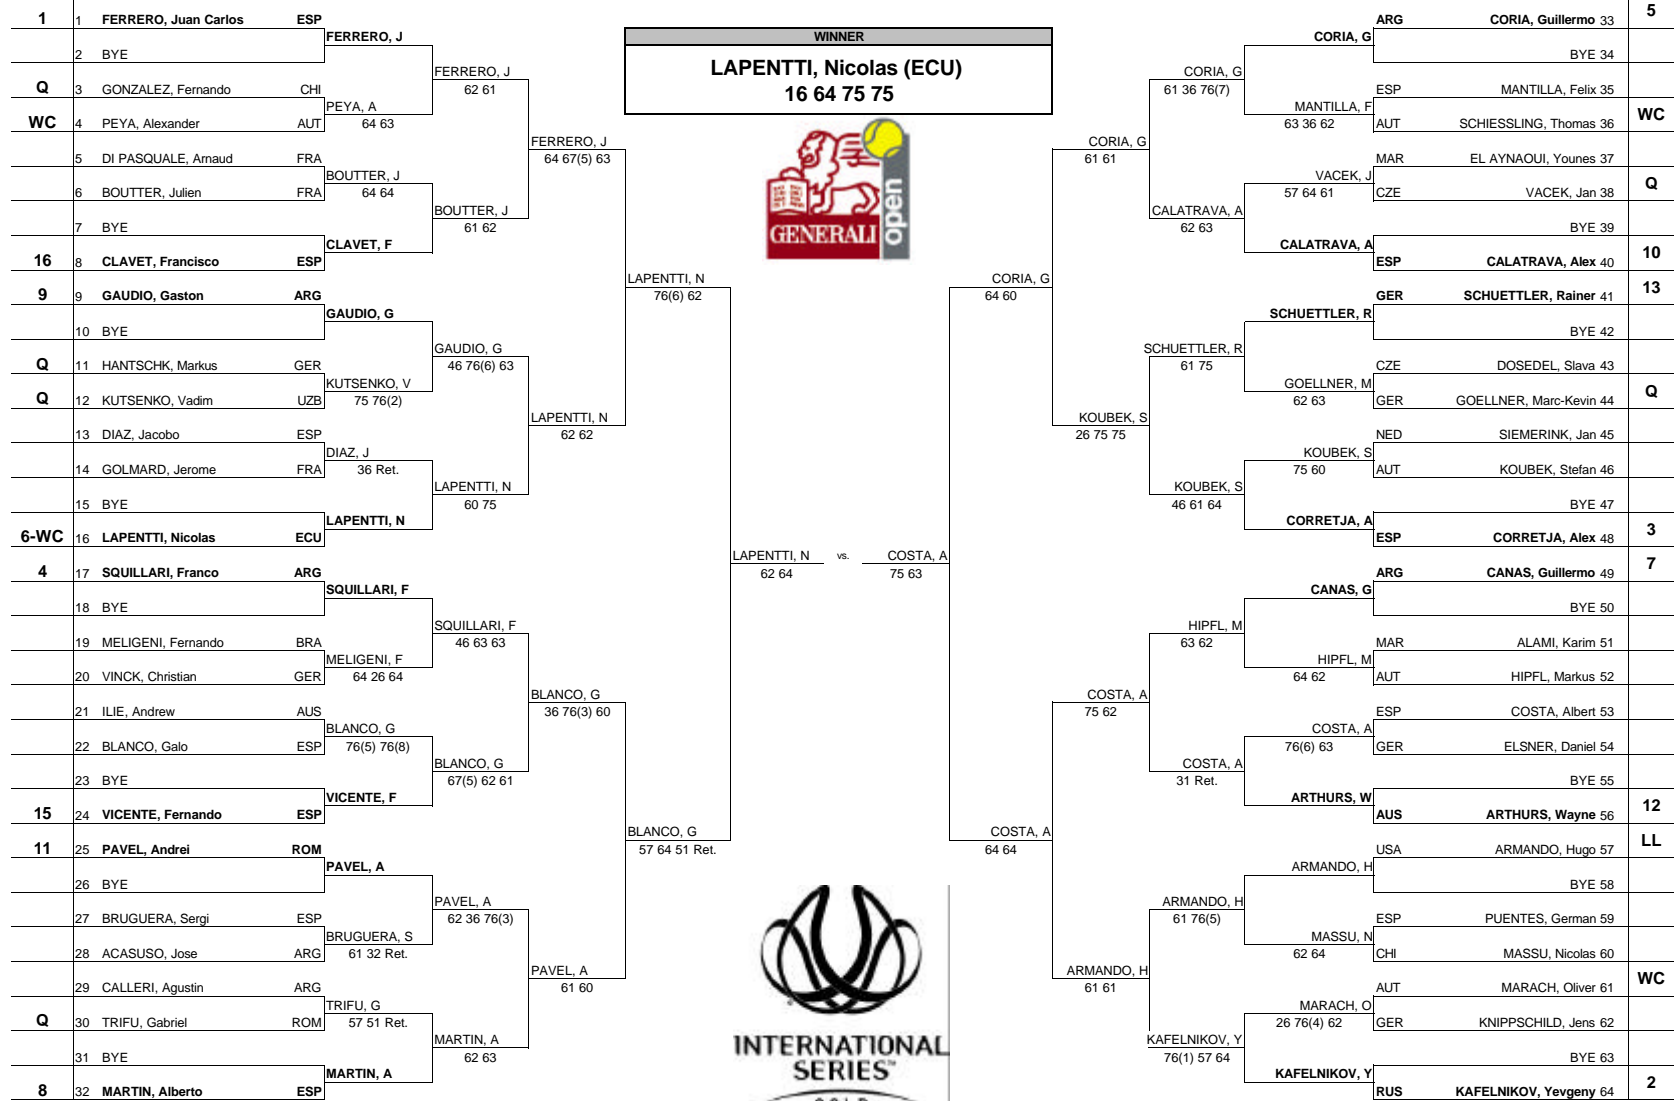 1 1 FERRERO, Juan Carlos ESP
FERRERO, J
2 BYE
FERRERO, J
62 61
Q 3 GONZALEZ, Fernando CHI
PEYA, A
64 63
WC 4 PEYA, Alexander AUT
FERRERO, J
64 67(5) 63
5 DI PASQUALE, Arnaud FRA
BOUTTER, J
64 64
6 BOUTTER, Julien FRA
BOUTTER, J
61 62
7 BYE
CLAVET, F
16 8 CLAVET, Francisco ESP
LAPENTTI, N
76(6) 62
9 9 GAUDIO, Gaston ARG
GAUDIO, G
10 BYE
GAUDIO, G
46 76(6) 63
Q 11 HANTSCHK, Markus GER
KUTSENKO, V
75 76(2)
Q 12 KUTSENKO, Vadim UZB
LAPENTTI, N
62 62
13 DIAZ, Jacobo ESP
DIAZ, J
36 Ret.
14 GOLMARD, Jerome FRA
LAPENTTI, N
60 75
15 BYE
LAPENTTI, N
6-WC 16 LAPENTTI, Nicolas ECU
LAPENTTI, N vs. COSTA, A
62 64 75 63
4 17 SQUILLARI, Franco ARG
SQUILLARI, F
18 BYE
SQUILLARI, F
46 63 63
19 MELIGENI, Fernando BRA
MELIGENI, F
64 26 64
20 VINCK, Christian GER
BLANCO, G
36 76(3) 60
21 ILIE, Andrew AUS
BLANCO, G
76(5) 76(8)
22 BLANCO, Galo ESP
BLANCO, G
67(5) 62 61
23 BYE
VICENTE, F
15 24 VICENTE, Fernando ESP
BLANCO, G
57 64 51 Ret.
11 25 PAVEL, Andrei ROM
PAVEL, A
26 BYE
PAVEL, A
62 36 76(3)
27 BRUGUERA, Sergi ESP
BRUGUERA, S
61 32 Ret.
28 ACASUSO, Jose ARG
PAVEL, A
61 60
29 CALLERI, Agustin ARG
TRIFU, G
57 51 Ret.
Q 30 TRIFU, Gabriel ROM
MARTIN, A
62 63
31 BYE
MARTIN, A
8 32 MARTIN, Alberto ESP
WINNER
LAPENTTI, Nicolas (ECU)
16 64 75 75
GENERALI open
INTERNATIONAL
SERIES™
GOLD
ARG CORIA, Guillermo 33 5
CORIA, G
BYE 34
CORIA, G
61 36 76(7)
ESP MANTILLA, Felix 35
MANTILLA, F
63 36 62
AUT SCHIESSLING, Thomas 36 WC
CORIA, G
61 61
MAR EL AYNAOUI, Younes 37
VACEK, J
57 64 61
CZE VACEK, Jan 38 Q
CALATRAVA, A
62 63
BYE 39
CALATRAVA, A
ESP CALATRAVA, Alex 40 10
CORIA, G
64 60
GER SCHUETTLER, Rainer 41 13
SCHUETTLER, R
BYE 42
SCHUETTLER, R
61 75
CZE DOSEDEL, Slava 43
GOELLNER, M
62 63
GER GOELLNER, Marc-Kevin 44 Q
KOUBEK, S
26 75 75
NED SIEMERINK, Jan 45
KOUBEK, S
75 60
AUT KOUBEK, Stefan 46
KOUBEK, S
46 61 64
BYE 47
CORRETJA, A
ESP CORRETJA, Alex 48 3
ARG CANAS, Guillermo 49 7
CANAS, G
BYE 50
HIPFL, M
63 62
MAR ALAMI, Karim 51
HIPFL, M
64 62
AUT HIPFL, Markus 52
COSTA, A
75 62
ESP COSTA, Albert 53
COSTA, A
76(6) 63
GER ELSNER, Daniel 54
COSTA, A
31 Ret.
BYE 55
ARTHURS, W
AUS ARTHURS, Wayne 56 12
COSTA, A
64 64
USA ARMANDO, Hugo 57 LL
ARMANDO, H
BYE 58
ARMANDO, H
61 76(5)
ESP PUENTES, German 59
MASSU, N
62 64
CHI MASSU, Nicolas 60
ARMANDO, H
61 61
AUT MARACH, Oliver 61 WC
MARACH, O
26 76(4) 62
GER KNIPPSCHILD, Jens 62
KAFELNIKOV, Y
76(1) 57 64
BYE 63
KAFELNIKOV, Y
RUS KAFELNIKOV, Yevgeny 64 2